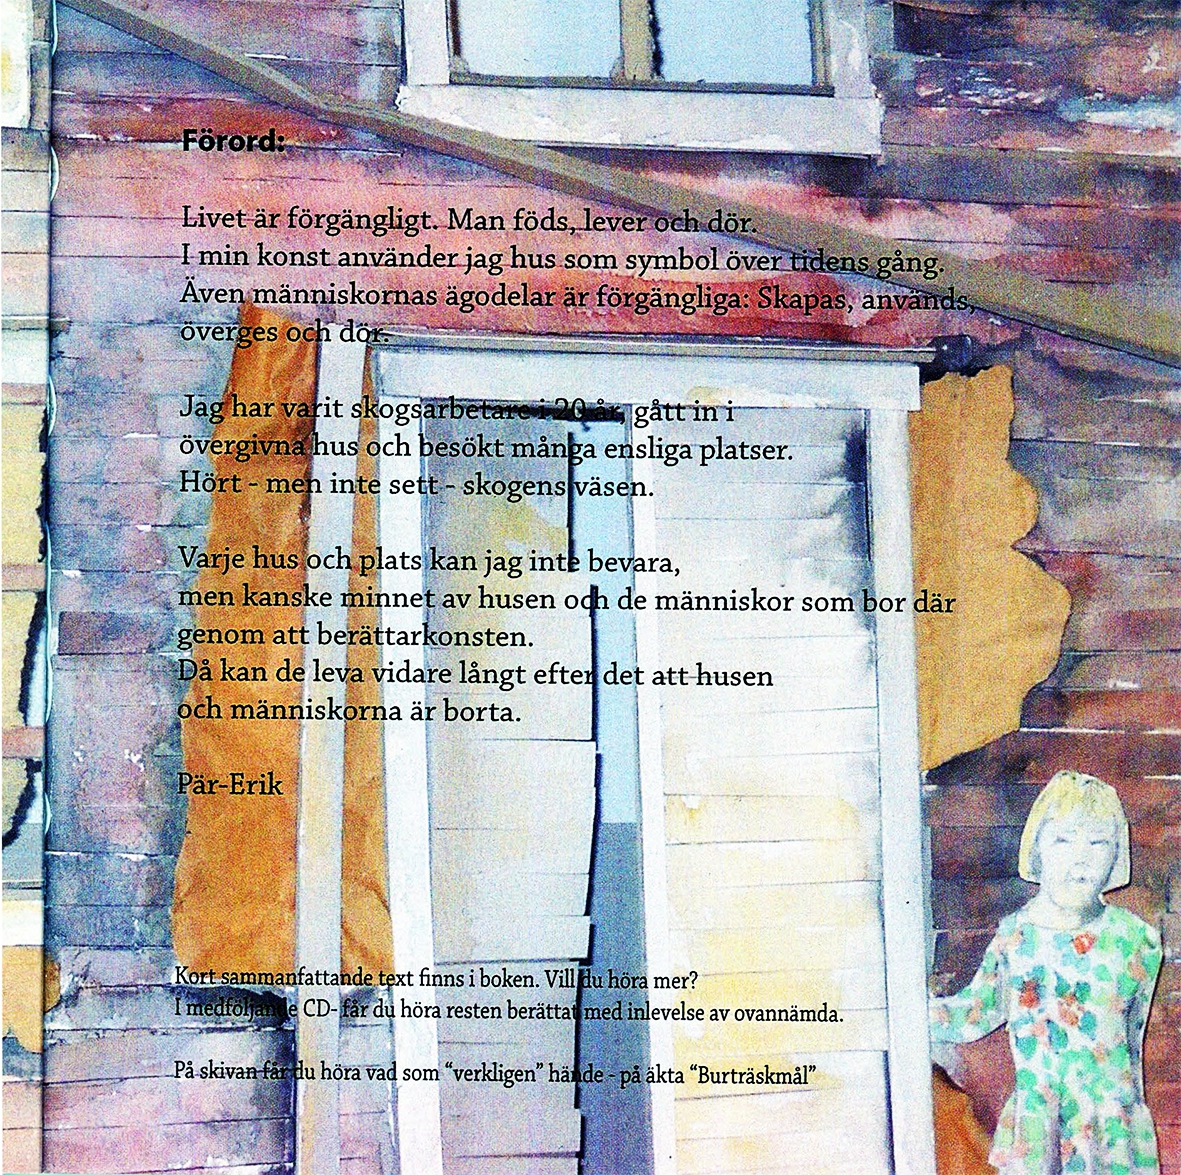 Förord:
Livet är förgängligt. Man föds, lever och dör.
I min konst använder jag hus som symbol över tidens gång.
Även människornas ägodelar är förgängliga: Skapas, används,
överges och dör.
Jag har varit skogsarbetare i 20 år, gått in i
övergivna hus och besökt många ensliga platser.
Hört - men inte sett - skogens väsen.
Varje hus och plats kan jag inte bevara,
men kanske minnet av husen och de människor som bor där
genom att berättarkonsten.
Då kan de leva vidare långt efter det att husen
och människorna är borta.
Pär-Erik
Kort sammanfattande text finns i boken. Vill du höra mer?
I medföljande CD- får du höra resten berättat med inlevelse av ovannämda.
På skivan får du höra vad som “verkligen” hände - på äkta “Burträskmål”